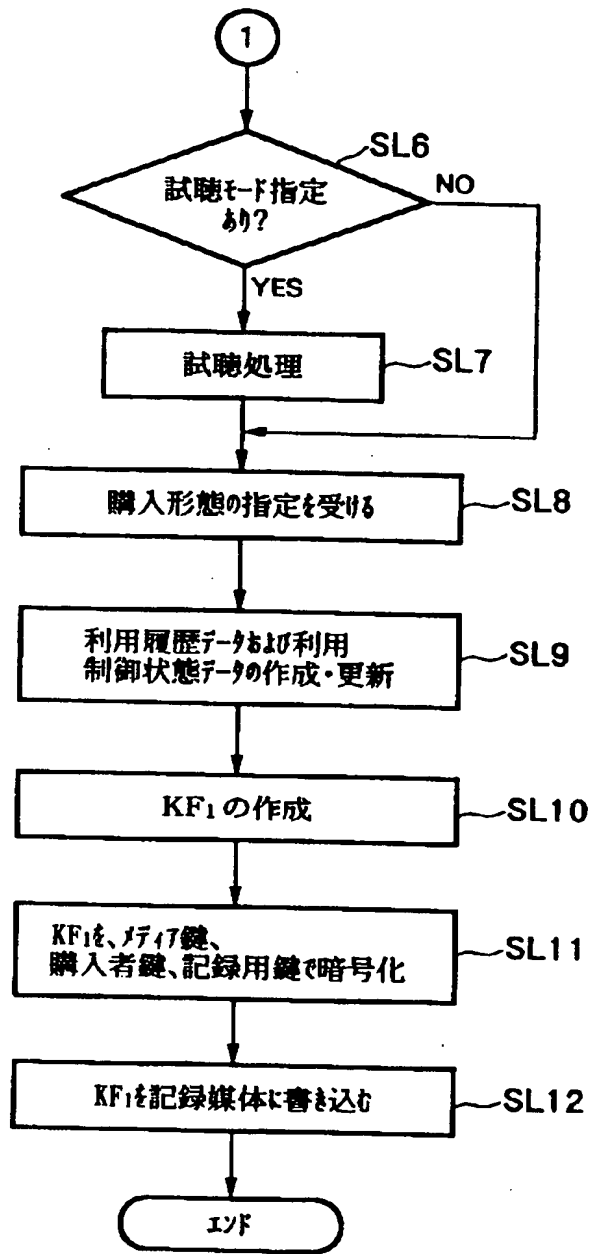 1
SL6
試聴モード指定
あり?
NO
YES
試聴処理
SL7
購入形態の指定を受ける
SL8
利用履歴データおよび利用
制御状態データの作成・更新
SL9
KF₁の作成
SL10
KF₁を、メディア鍵、
購入者鍵、記録用鍵で暗号化
SL11
KF₁を記録媒体に書き込む
SL12
エンド